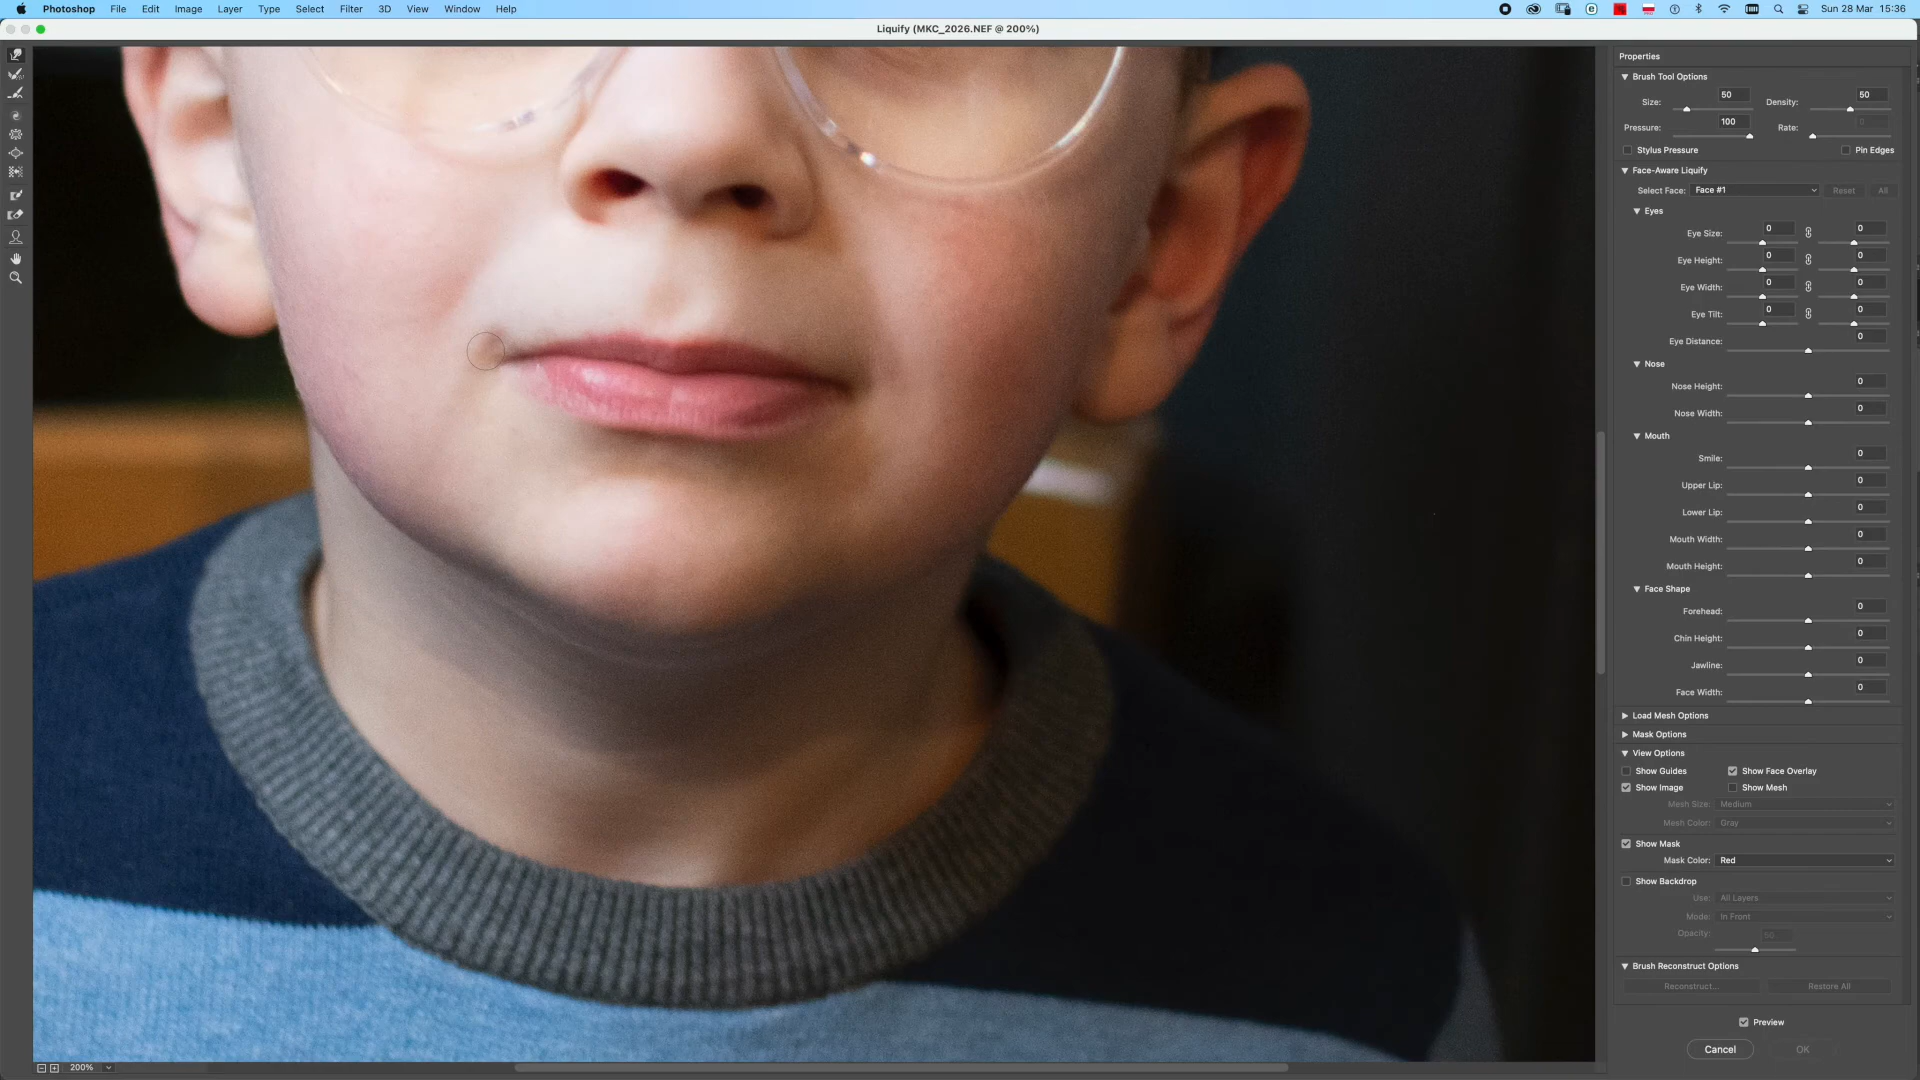 Photoshop File Edit Image Layer Type Select Filter 3D View Window Help Sun 28 Mar 15:36
Liquify (MKC_2026.NEF @ 200%)
Properties
Brush Tool Options
Size: 50 Density: 50
Pressure: 100 Rate: 0
Stylus Pressure Pin Edges
Face-Aware Liquify
Select Face: Face #1 Reset All
Eyes
Eye Size: 0 0
Eye Height: 0 0
Eye Width: 0 0
Eye Tilt: 0 0
Eye Distance: 0
Nose
Nose Height: 0
Nose Width: 0
Mouth
Smile: 0
Upper Lip: 0
Lower Lip: 0
Mouth Width: 0
Mouth Height: 0
Face Shape
Forehead: 0
Chin Height: 0
Jawline: 0
Face Width: 0
Load Mesh Options
Mask Options
View Options
Show Guides Show Face Overlay
Show Image Show Mesh
Mesh Size: Medium
Mesh Color: Gray
Show Mask
Mask Color: Red
Show Backdrop
Use: All Layers
Mode: In Front
Opacity: 50
Brush Reconstruct Options
Reconstruct... Restore All
Preview
Cancel OK
200%